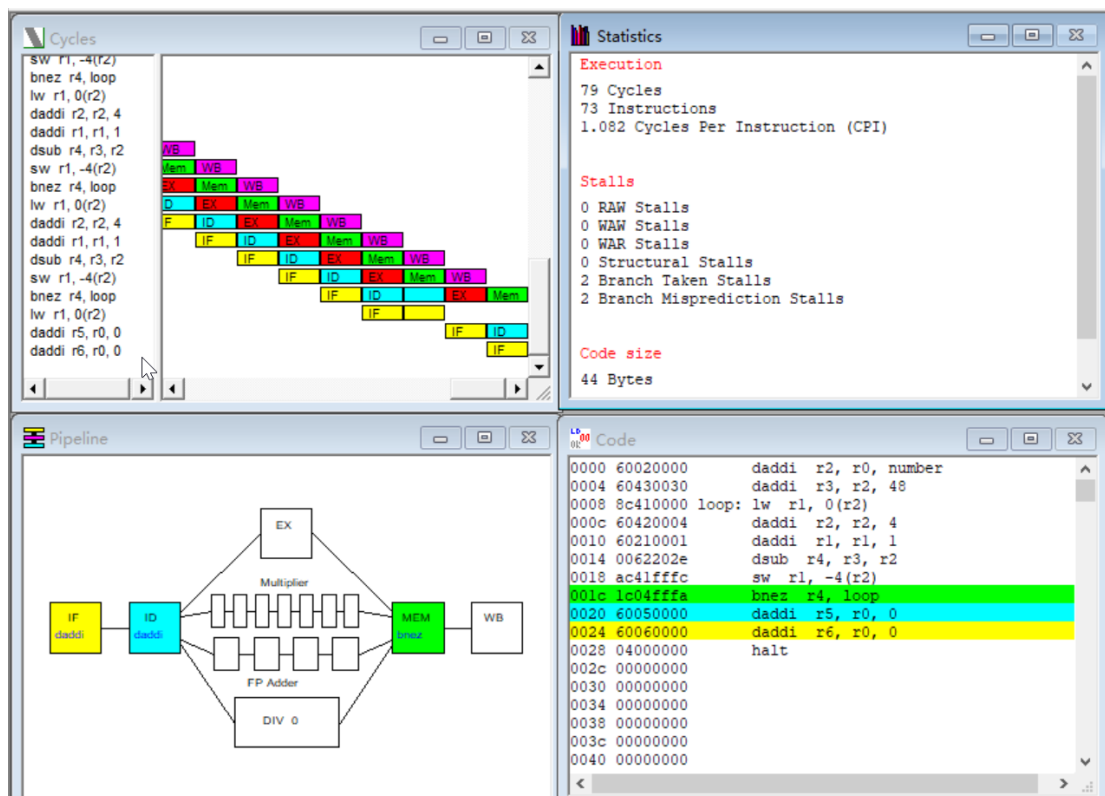 Cycles
sw r1, -4(r2)
bnez r4, loop
lw r1, 0(r2)
daddi r2, r2, 4
daddi r1, r1, 1
dsub r4, r3, r2
WB
sw r1, -4(r2)
Mem WB
bnez r4, loop
EX Mem WB
lw r1, 0(r2)
ID EX Mem WB
daddi r2, r2, 4
IF ID EX Mem WB
daddi r1, r1, 1
IF ID EX Mem WB
dsub r4, r3, r2
IF ID EX Mem WB
sw r1, -4(r2)
IF ID EX Mem WB
bnez r4, loop
IF ID EX Mem
lw r1, 0(r2)
IF
daddi r5, r0, 0
IF ID
daddi r6, r0, 0
IF
Statistics
Execution
79 Cycles
73 Instructions
1.082 Cycles Per Instruction (CPI)
Stalls
0 RAW Stalls
0 WAW Stalls
0 WAR Stalls
0 Structural Stalls
2 Branch Taken Stalls
2 Branch Misprediction Stalls
Code size
44 Bytes
Pipeline
EX
Multiplier
IF
daddi
ID
daddi
MEM
bnez
WB
FP Adder
DIV 0
Code
0000 60020000 daddi r2, r0, number
0004 60430030 daddi r3, r2, 48
0008 8c410000 loop: lw r1, 0(r2)
000c 60420004 daddi r2, r2, 4
0010 60210001 daddi r1, r1, 1
0014 0062202e dsub r4, r3, r2
0018 ac41fffc sw r1, -4(r2)
001c 1c04fffa bnez r4, loop
0020 60050000 daddi r5, r0, 0
0024 60060000 daddi r6, r0, 0
0028 04000000 halt
002c 00000000
0030 00000000
0034 00000000
0038 00000000
003c 00000000
0040 00000000